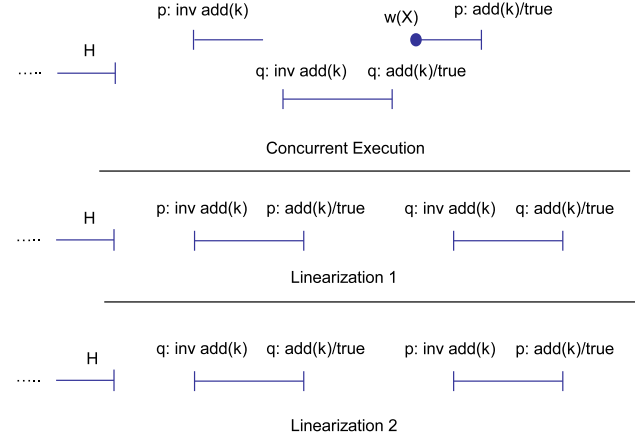 p: inv add(k)
w(X)
p: add(k)/true
H
.....
q: inv add(k)
q: add(k)/true
Concurrent Execution
H
p: inv add(k)
p: add(k)/true
q: inv add(k)
q: add(k)/true
.....
Linearization 1
H
q: inv add(k)
q: add(k)/true
p: inv add(k)
p: add(k)/true
.....
Linearization 2